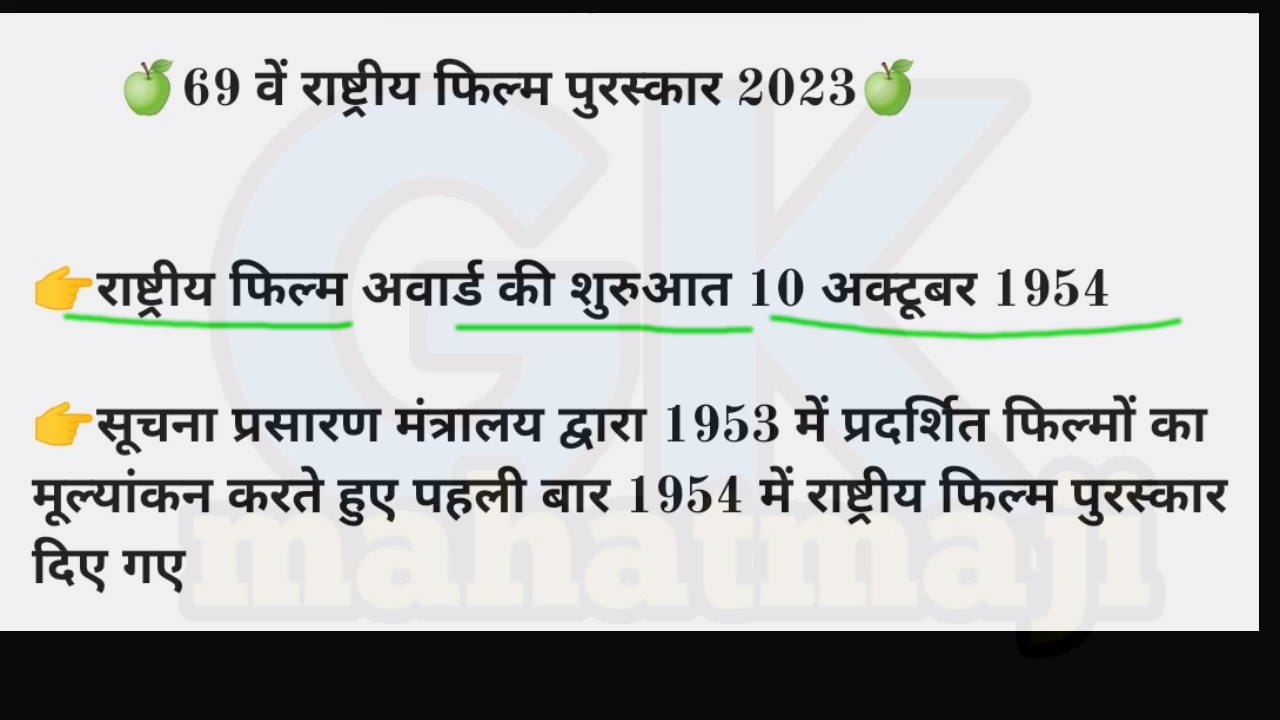 🍏69 वें राष्ट्रीय फिल्म पुरस्कार 2023🍏
👉राष्ट्रीय फिल्म अवार्ड की शुरुआत 10 अक्टूबर 1954
👉सूचना प्रसारण मंत्रालय द्वारा 1953 में प्रदर्शित फिल्मों का
मूल्यांकन करते हुए पहली बार 1954 में राष्ट्रीय फिल्म पुरस्कार
दिए गए
GK
mahatmaji